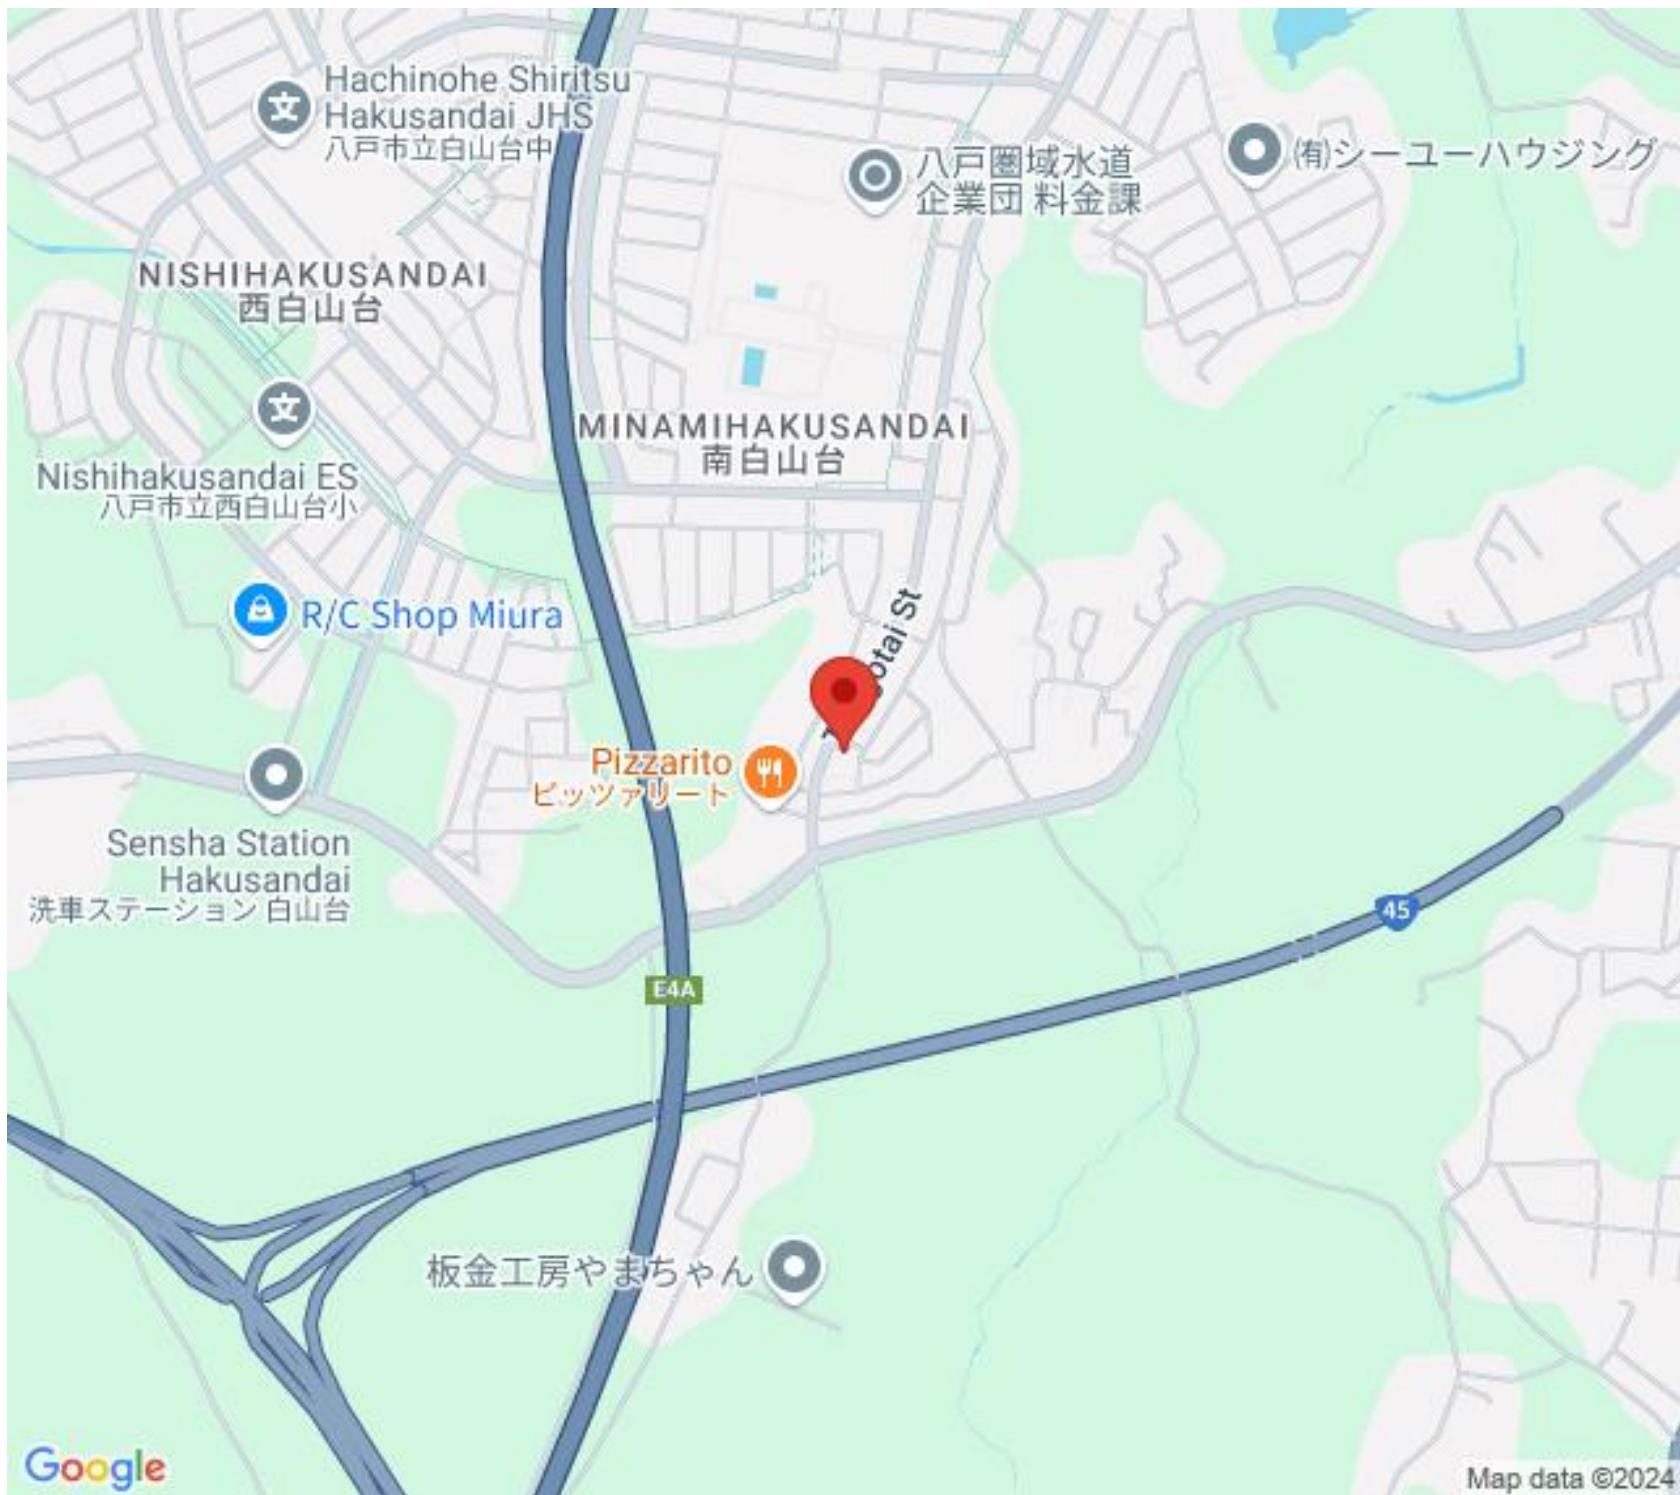 Hachinohe Shiritsu
Hakusandai JHS
八戸市立白山台中
八戸圏域水道
企業団 料金課
(有)シーユーハウジング
NISHIHAKUSANDAI
西白山台
MINAMIHAKUSANDAI
南白山台
Nishihakusandai ES
八戸市立西白山台小
R/C Shop Miura
otai St
Pizzarito
ピッツァリート
Sensha Station
Hakusandai
洗車ステーション 白山台
45
E4A
板金工房やまちゃん
Google
Map data ©2024